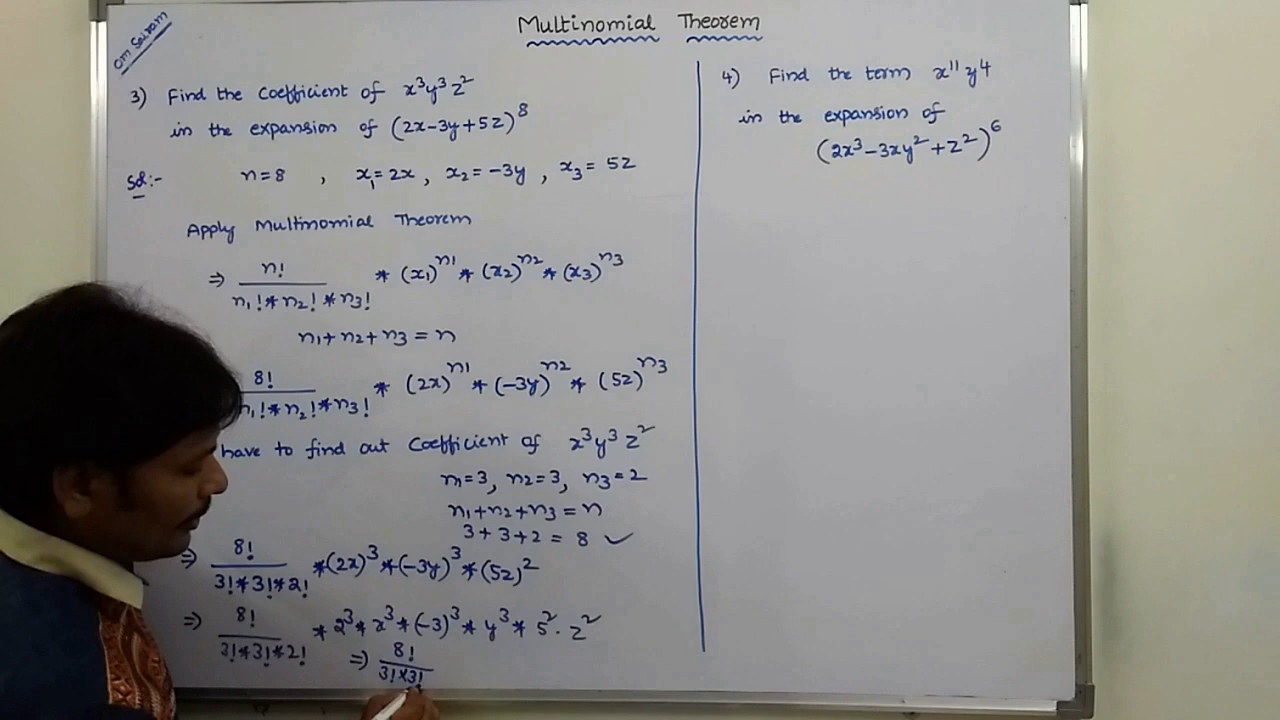 Multinomial Theorem
Om Sairam
3) Find the Coefficient of x³y³z²
in the expansion of (2x-3y+5z)⁸
Sol:- n=8 , x₁=2x , x₂=-3y , x₃=5z
Apply Multinomial Theorem
⇒ n! / n₁!*n₂!*n₃! * (x₁)ⁿ¹ * (x₂)ⁿ² * (x₃)ⁿ³
n₁+n₂+n₃=n
8! / n₁!*n₂!*n₃! * (2x)ⁿ¹ * (-3y)ⁿ² * (5z)ⁿ³
have to find out Coefficient of x³y³z²
n₁=3, n₂=3, n₃=2
n₁+n₂+n₃=n
3+3+2=8 ✓
⇒ 8! / 3!*3!*2! * (2x)³ * (-3y)³ * (5z)²
⇒ 8! / 3!*3!*2! * 2³ * x³ * (-3)³ * y³ * 5² . z²
⇒ 8! / 3!*3!
4) Find the term x¹¹y⁴
in the expansion of
(2x³-3xy²+z²)⁶